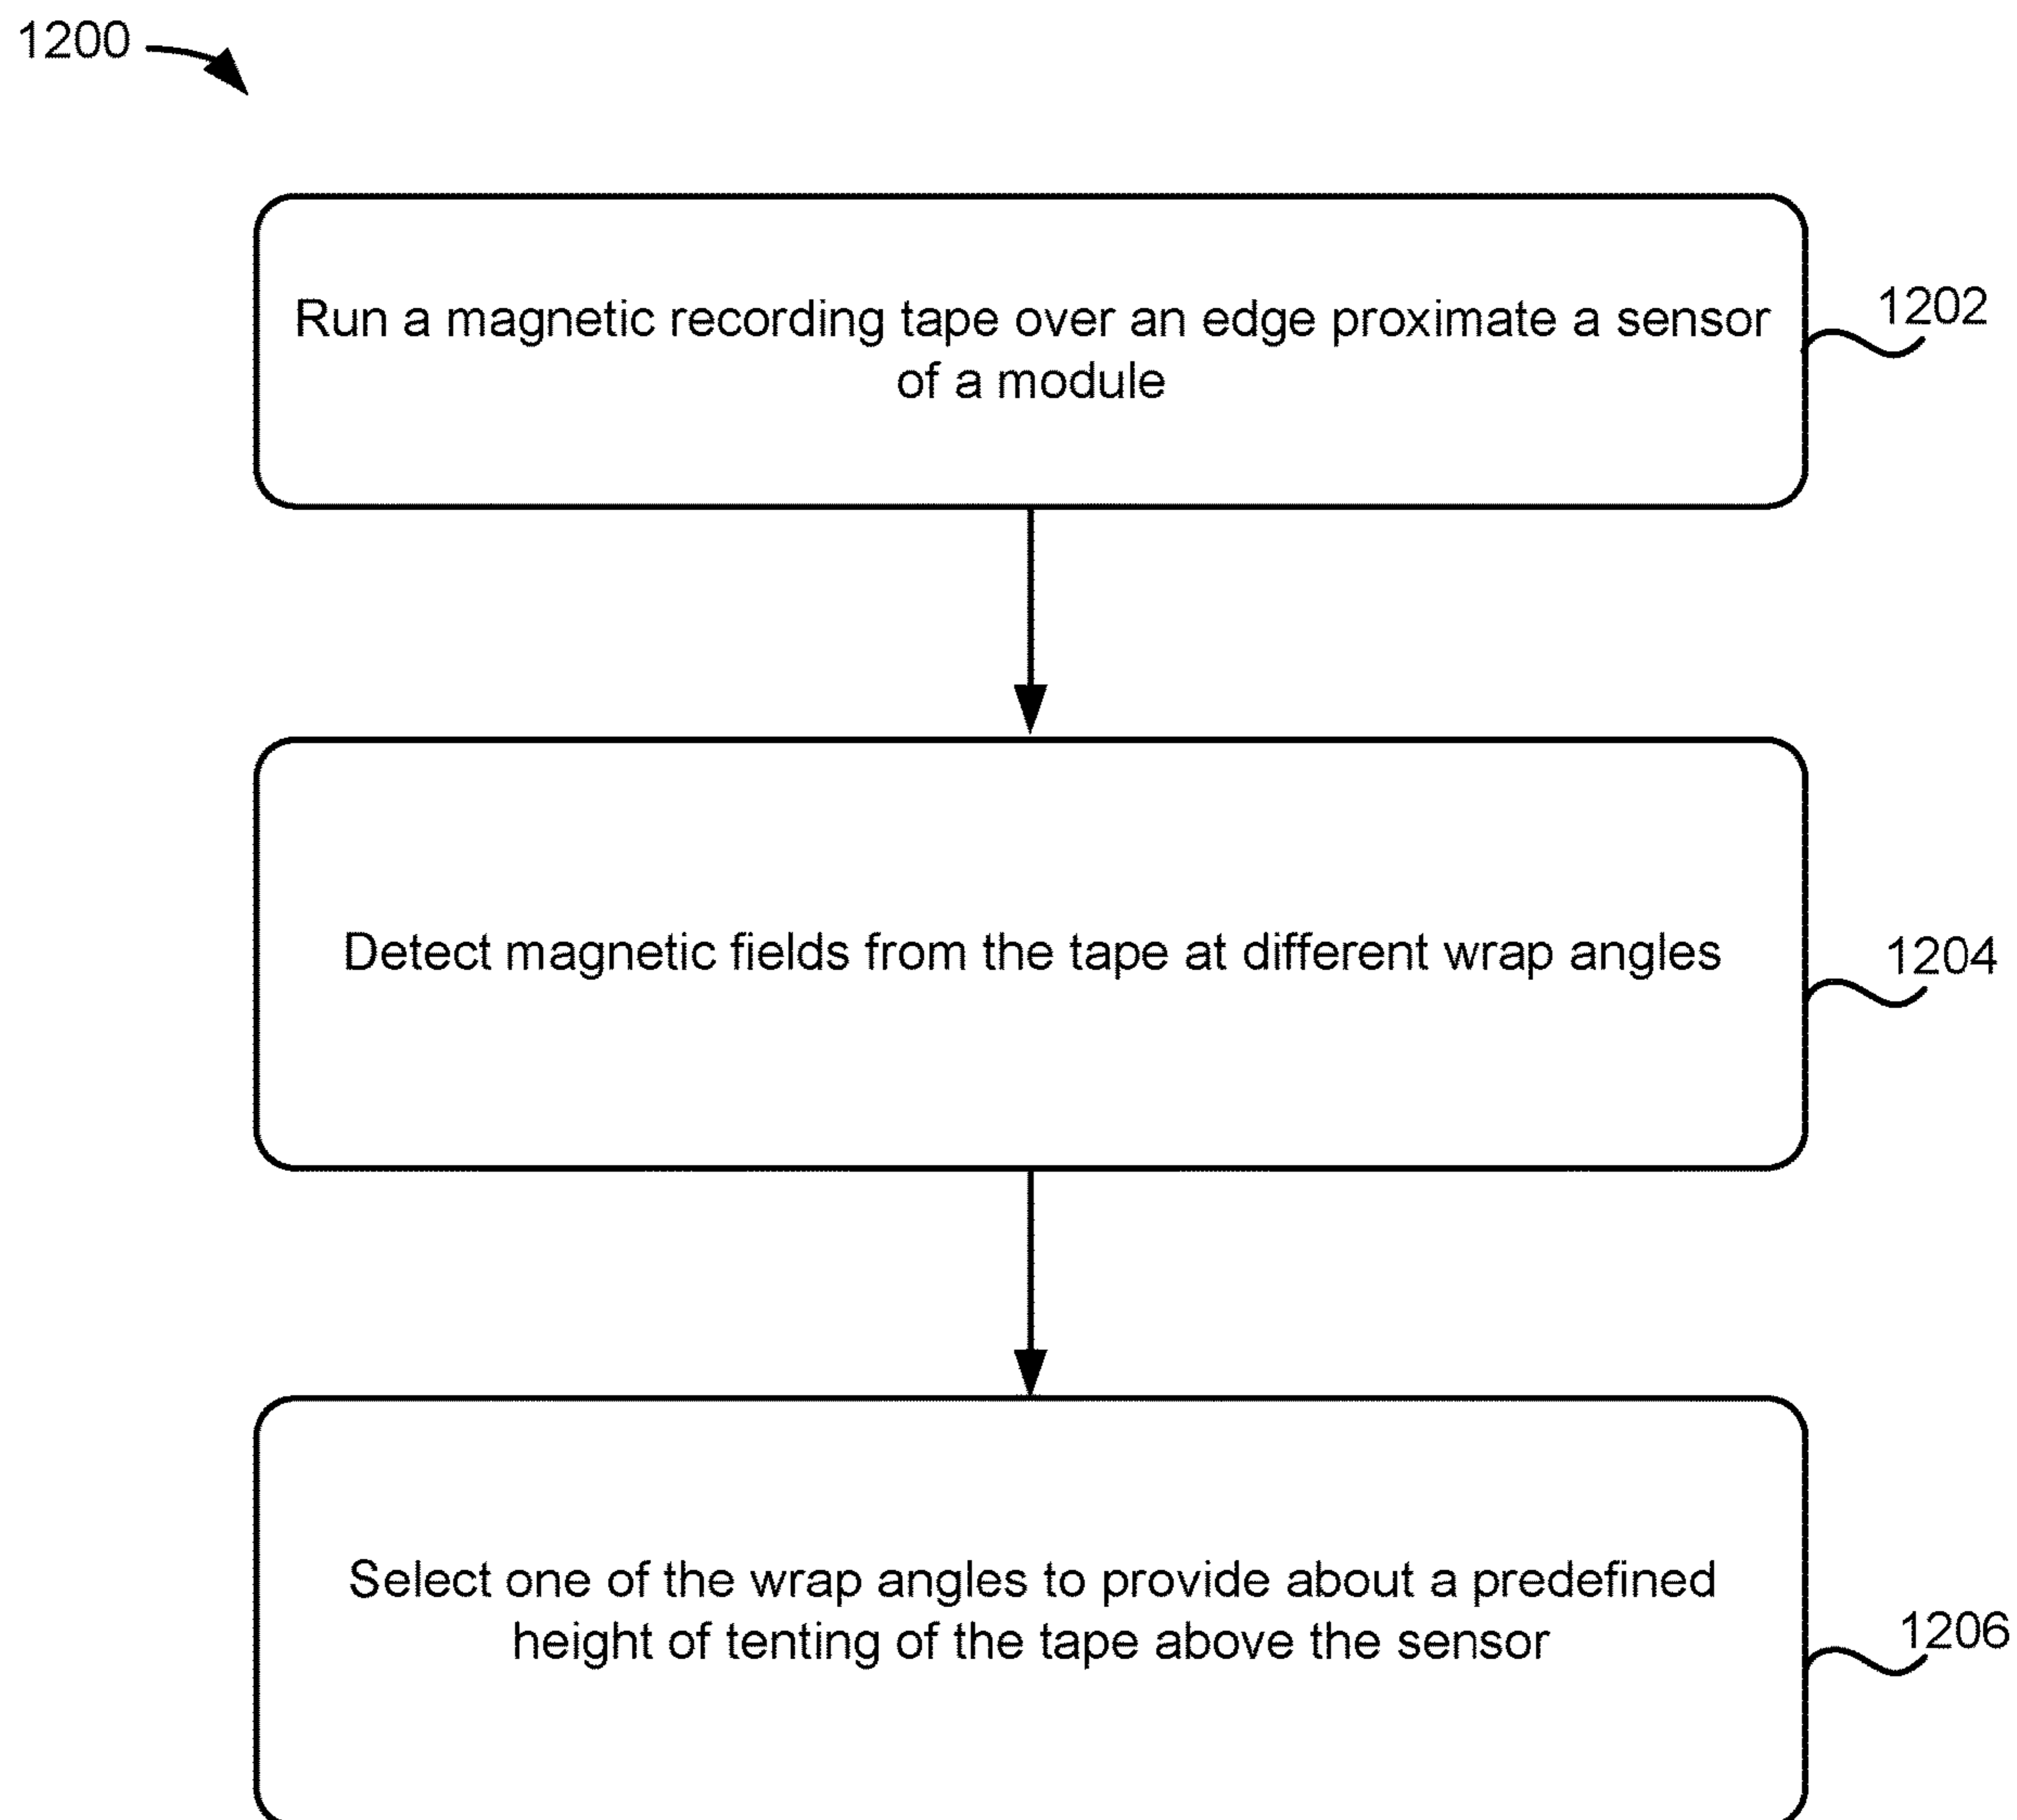 1200
Run a magnetic recording tape over an edge proximate a sensor
of a module
1202
Detect magnetic fields from the tape at different wrap angles
1204
Select one of the wrap angles to provide about a predefined
height of tenting of the tape above the sensor
1206